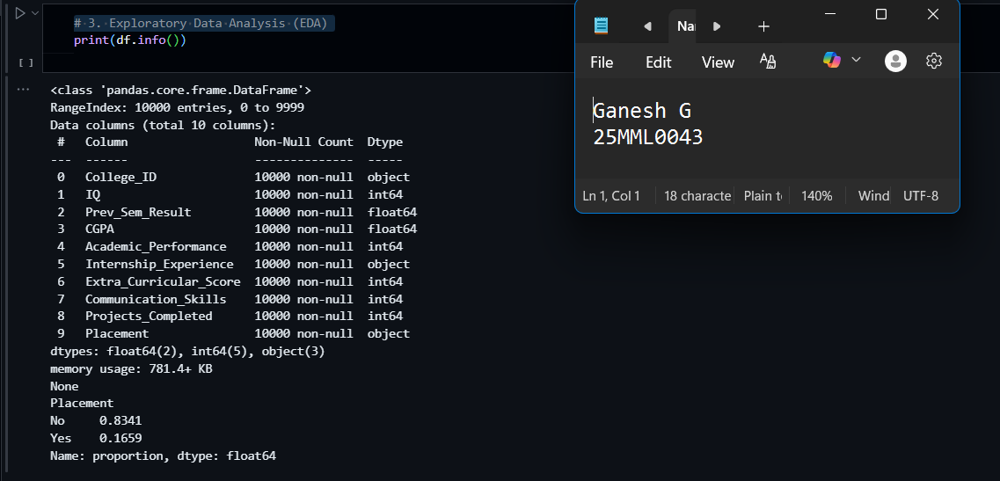 # 3. Exploratory Data Analysis (EDA)
print(df.info())
[ ]
...
<class 'pandas.core.frame.DataFrame'>
RangeIndex: 10000 entries, 0 to 9999
Data columns (total 10 columns):
 #   Column                 Non-Null Count  Dtype
---  ------                 --------------  -----
 0   College_ID             10000 non-null  object
 1   IQ                     10000 non-null  int64
 2   Prev_Sem_Result        10000 non-null  float64
 3   CGPA                   10000 non-null  float64
 4   Academic_Performance   10000 non-null  int64
 5   Internship_Experience  10000 non-null  object
 6   Extra_Curricular_Score 10000 non-null  int64
 7   Communication_Skills   10000 non-null  int64
 8   Projects_Completed     10000 non-null  int64
 9   Placement              10000 non-null  object
dtypes: float64(2), int64(5), object(3)
memory usage: 781.4+ KB
None
Placement
No     0.8341
Yes    0.1659
Name: proportion, dtype: float64
Na
File Edit View
Ganesh G
25MML0043
Ln 1, Col 1 18 characte Plain t 140% Wind UTF-8